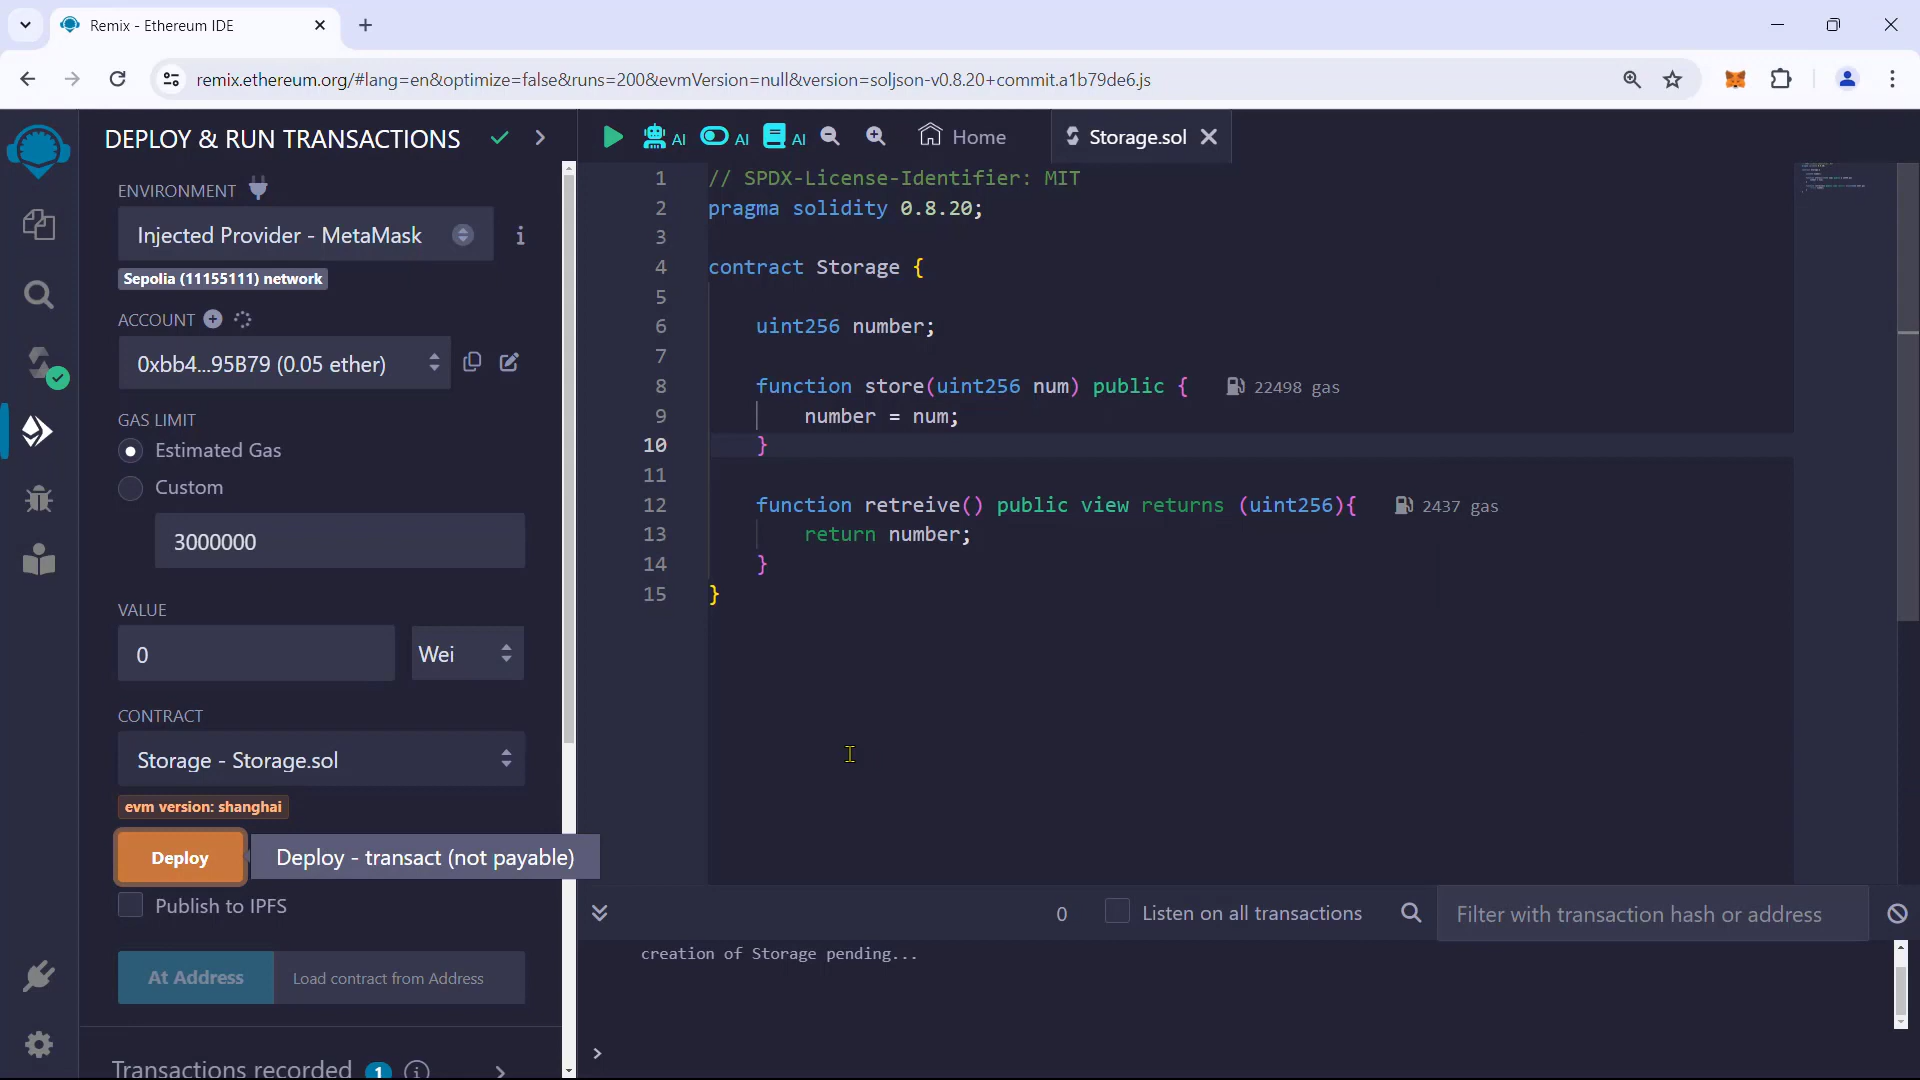 Remix - Ethereum IDE
remix.ethereum.org/#lang=en&optimize=false&runs=200&evmVersion=null&version=soljson-v0.8.20+commit.a1b79de6.js
DEPLOY & RUN TRANSACTIONS
AI AI AI Home Storage.sol
ENVIRONMENT
Injected Provider - MetaMask
i
Sepolia (11155111) network
ACCOUNT
0xbb4...95B79 (0.05 ether)
GAS LIMIT
Estimated Gas
Custom
3000000
VALUE
0
Wei
CONTRACT
Storage - Storage.sol
evm version: shanghai
Deploy
Deploy - transact (not payable)
Publish to IPFS
At Address
Load contract from Address
Transactions recorded 1 i
1 // SPDX-License-Identifier: MIT
2 pragma solidity 0.8.20;
3
4 contract Storage {
5
6 uint256 number;
7
8 function store(uint256 num) public { 22498 gas
9 number = num;
10 }
11
12 function retreive() public view returns (uint256){ 2437 gas
13 return number;
14 }
15 }
0 Listen on all transactions Filter with transaction hash or address
creation of Storage pending...
>